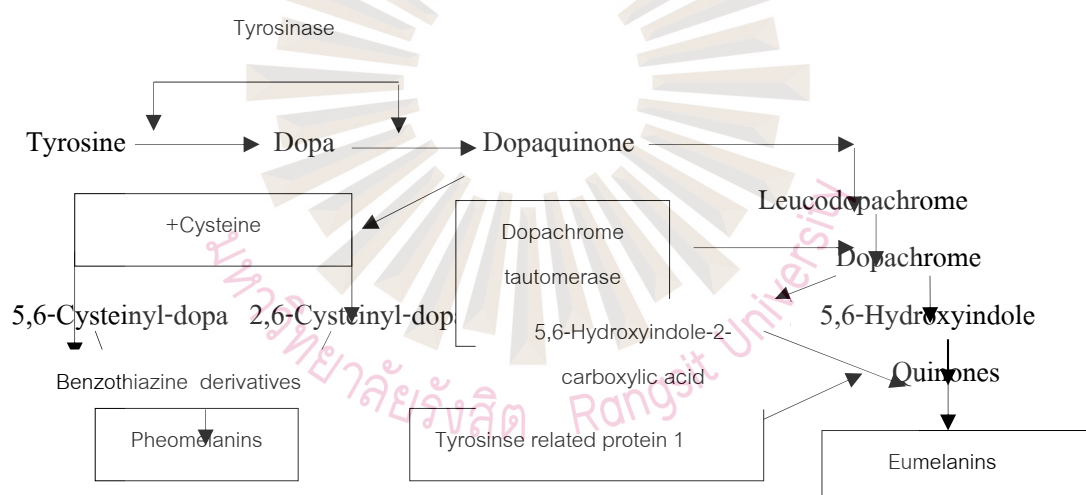 Tyrosinase
Tyrosine
Dopa
Dopaquinone
Leucodopachrome
+Cysteine
Dopachrome
tautomerase
Dopachrome
5,6-Cysteinyl-dopa
2,6-Cysteinyl-dopa
5,6-Hydroxyindole-2-
carboxylic acid
5,6-Hydroxyindole
Benzothiazine derivatives
Quinones
Pheomelanins
Tyrosinse related protein 1
Eumelanins
มหาวิทยาลัยรังสิต Rangsit University